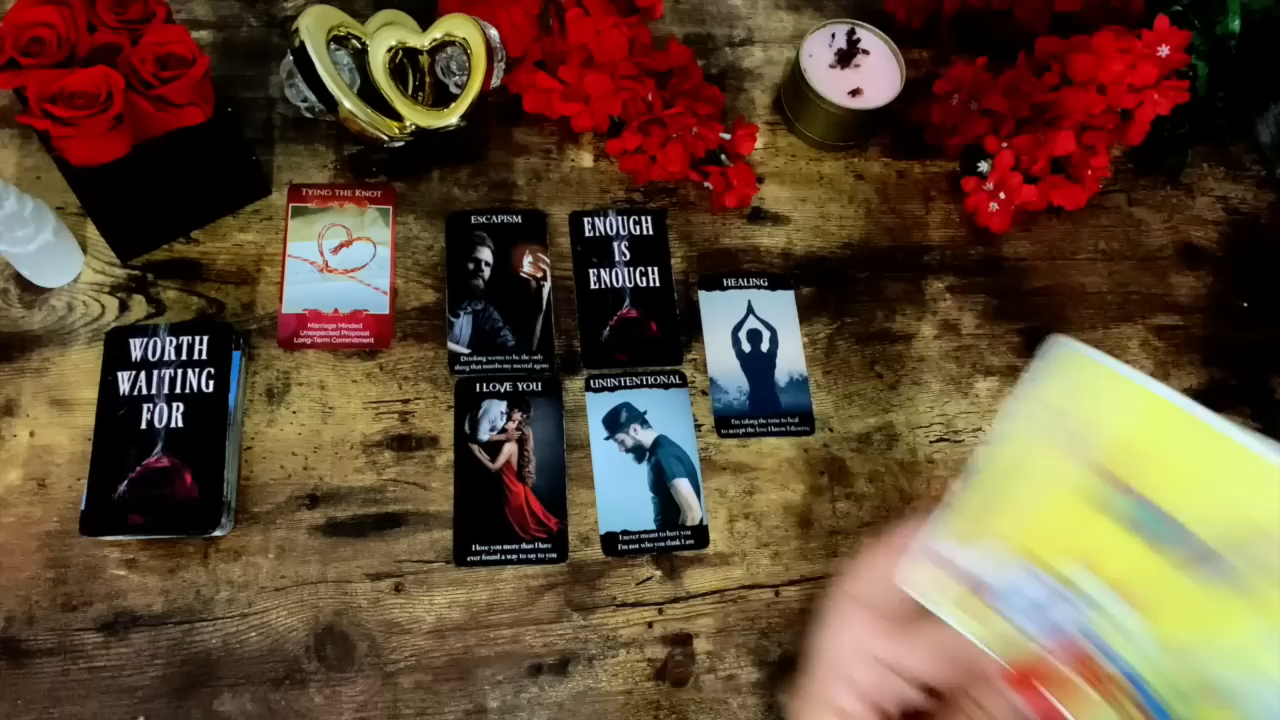 TYING THE KNOT
Marriage Minded
Unexpected Proposal
Long-Term Commitment
ESCAPISM
Drinking seems to be the only
thing that numbs my mental agony
ENOUGH
IS
ENOUGH
HEALING
I'm taking the time to heal
to accept the love I know I deserve
WORTH
WAITING
FOR
I LOVE YOU
I love you more than I have
ever found a way to say to you
UNINTENTIONAL
I never meant to hurt you
I'm not who you think I am